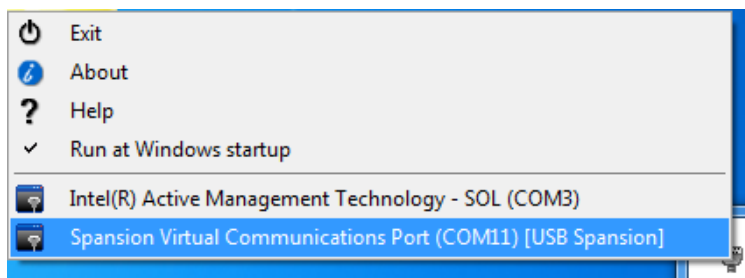 Exit
About
Help
Run at Windows startup
Intel(R) Active Management Technology - SOL (COM3)
Spansion Virtual Communications Port (COM11) [USB Spansion]